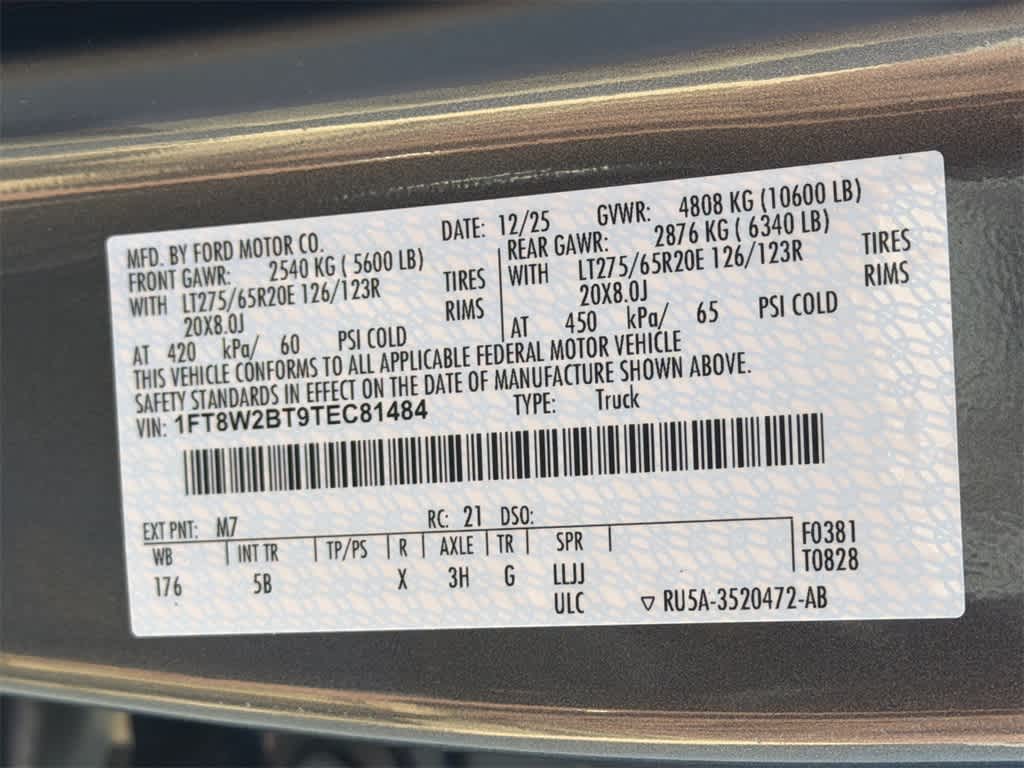 MFD. BY FORD MOTOR CO.
DATE: 12/25
GVWR: 4808 KG (10600 LB)
FRONT GAWR: 2540 KG ( 5600 LB)
WITH LT275/65R20E 126/123R TIRES
20X8.0J RIMS
AT 420 kPa/ 60 PSI COLD
REAR GAWR: 2876 KG ( 6340 LB)
WITH LT275/65R20E 126/123R TIRES
20X8.0J RIMS
AT 450 kPa/ 65 PSI COLD
THIS VEHICLE CONFORMS TO ALL APPLICABLE FEDERAL MOTOR VEHICLE
SAFETY STANDARDS IN EFFECT ON THE DATE OF MANUFACTURE SHOWN ABOVE.
VIN: 1FT8W2BT9TEC81484 TYPE: Truck
EXT PNT: M7 RC: 21 DSO:
WB INT TR TP/PS R AXLE TR SPR
176 5B X 3H G LLJJ
ULC
F0381
T0828
RU5A-3520472-AB